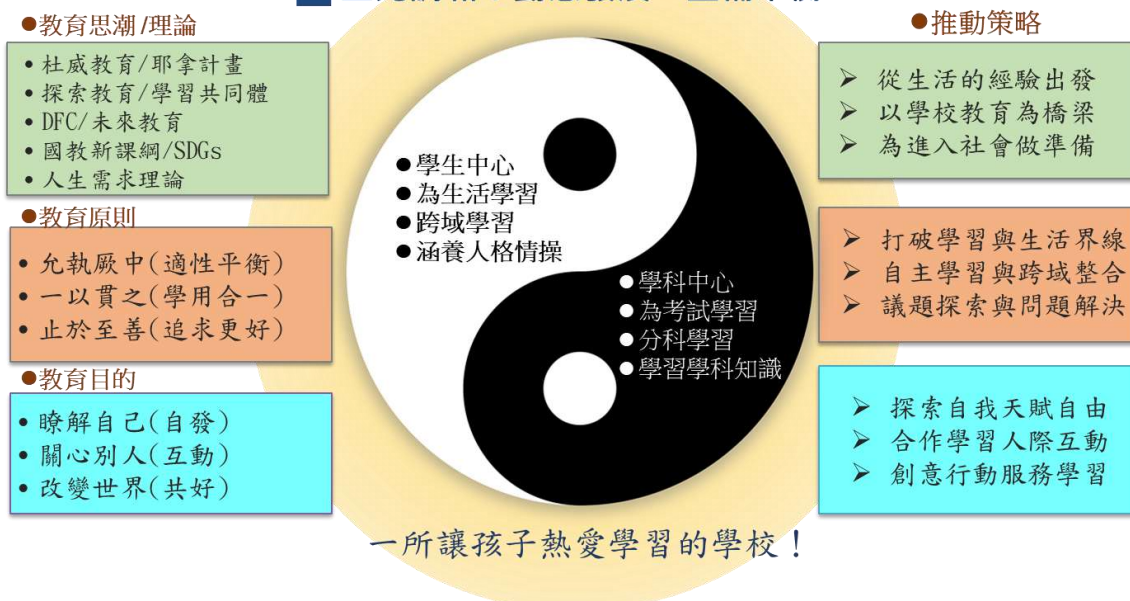 ●教育思潮/理論
• 杜威教育/耶拿計畫
• 探索教育/學習共同體
• DFC/未來教育
• 國教新課綱/SDGs
• 人生需求理論
●教育原則
• 允執厥中(適性平衡)
• 一以貫之(學用合一)
• 止於至善(追求更好)
●教育目的
• 瞭解自己(自發)
• 關心別人(互動)
• 改變世界(共好)
●學生中心
●為生活學習
●跨域學習
●涵養人格情操
●學科中心
●為考試學習
●分科學習
●學習學科知識
一所讓孩子熱愛學習的學校！
●推動策略
➢ 從生活的經驗出發
➢ 以學校教育為橋梁
➢ 為進入社會做準備
➢ 打破學習與生活界線
➢ 自主學習與跨域整合
➢ 議題探索與問題解決
➢ 探索自我天賦自由
➢ 合作學習人際互動
➢ 創意行動服務學習